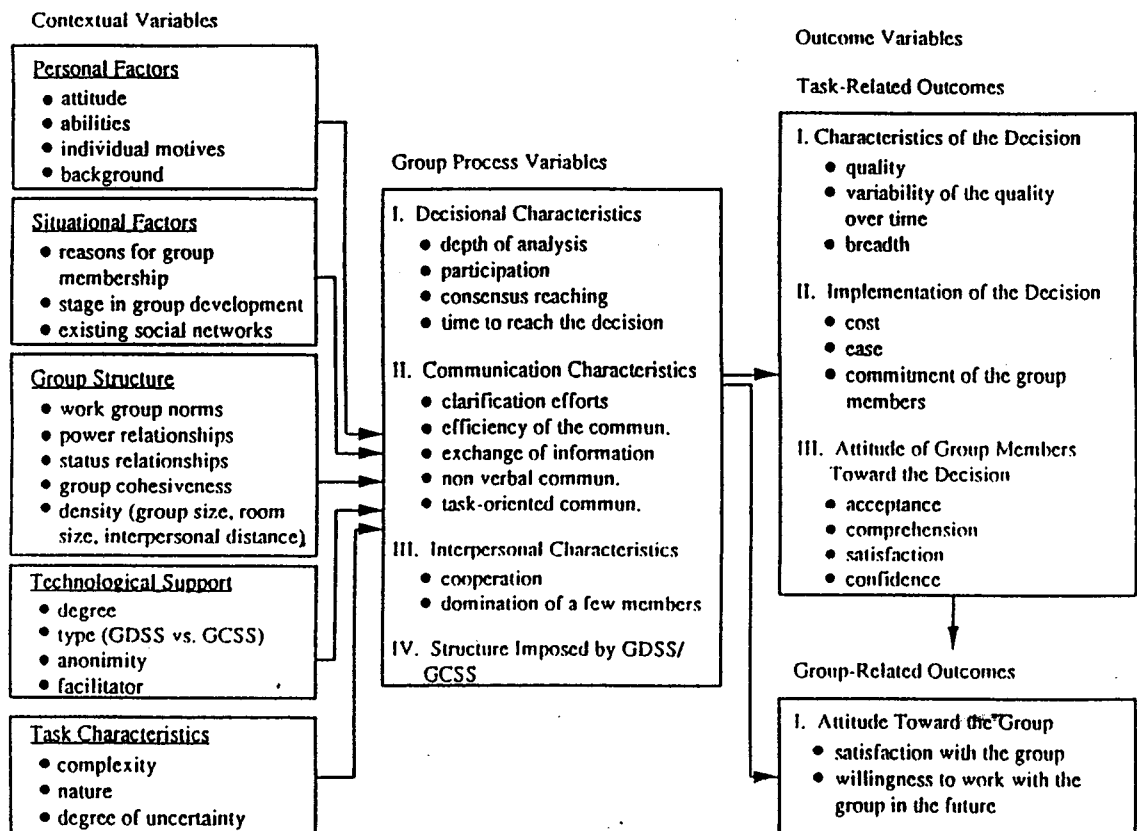 Contextual Variables
Personal Factors
• attitude
• abilities
• individual motives
• background
Situational Factors
• reasons for group
membership
• stage in group development
• existing social networks
Group Structure
• work group norms
• power relationships
• status relationships
• group cohesiveness
• density (group size, room
size, interpersonal distance)
Technological Support
• degree
• type (GDSS vs. GCSS)
• anonimity
• facilitator
Task Characteristics
• complexity
• nature
• degree of uncertainty
Group Process Variables
I. Decisional Characteristics
• depth of analysis
• participation
• consensus reaching
• time to reach the decision
II. Communication Characteristics
• clarification efforts
• efficiency of the commun.
• exchange of information
• non verbal commun.
• task-oriented commun.
III. Interpersonal Characteristics
• cooperation
• domination of a few members
IV. Structure Imposed by GDSS/
GCSS
Outcome Variables
Task-Related Outcomes
I. Characteristics of the Decision
• quality
• variability of the quality
over time
• breadth
II. Implementation of the Decision
• cost
• ease
• commitment of the group
members
III. Attitude of Group Members
Toward the Decision
• acceptance
• comprehension
• satisfaction
• confidence
Group-Related Outcomes
I. Attitude Toward the Group
• satisfaction with the group
• willingness to work with the
group in the future